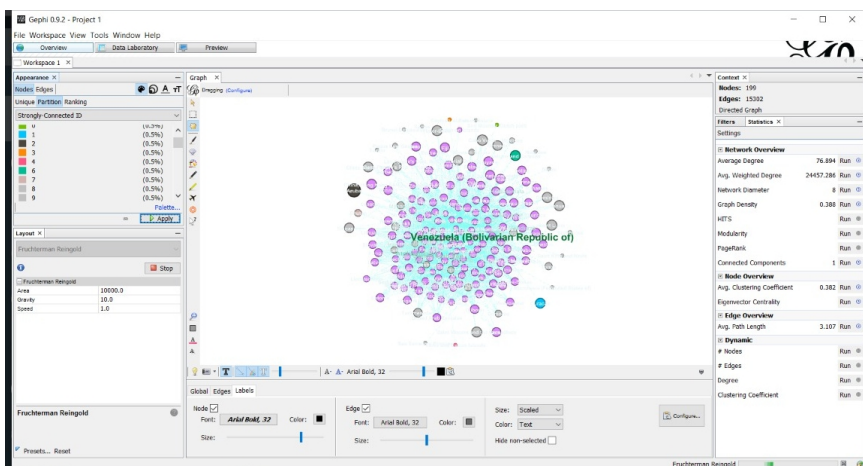 Gephi 0.9.2 - Project 1
File Workspace View Tools Window Help
Overview Data Laboratory Preview
Workspace 1 ×
Appearance ×
Nodes Edges
Unique Partition Ranking
Strongly-Connected ID
0 (0.5%)
1 (0.5%)
2 (0.5%)
3 (0.5%)
4 (0.5%)
6 (0.5%)
7 (0.5%)
8 (0.5%)
9 (0.5%)
Palette...
Apply
Layout ×
Fruchterman Reingold
Stop
Fruchterman Reingold
Area 10000.0
Gravity 10.0
Speed 1.0
Fruchterman Reingold
Presets... Reset
Graph ×
Dragging (Configure)
Aruba
Venezuela (Bolivarian Republic of)
T A- A- Arial Bold, 32
Global Edges Labels
Node
Font: Arial Bold, 32 Color:
Size:
Edge
Font: Arial Bold, 32 Color:
Size:
Size: Scaled
Color: Text
Hide non-selected
Configure...
Context ×
Nodes: 199
Edges: 15302
Directed Graph
Filters Statistics ×
Settings
Network Overview
Average Degree 76.894 Run
Avg. Weighted Degree 24457.286 Run
Network Diameter 8 Run
Graph Density 0.388 Run
HITS Run
Modularity Run
PageRank Run
Connected Components 1 Run
Node Overview
Avg. Clustering Coefficient 0.382 Run
Eigenvector Centrality Run
Edge Overview
Avg. Path Length 3.107 Run
Dynamic
# Nodes Run
# Edges Run
Degree Run
Clustering Coefficient Run
Fruchterman Reingold